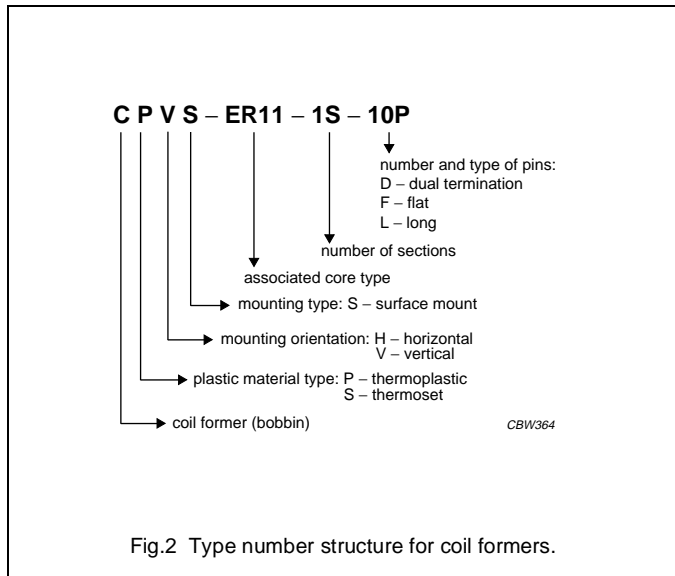 C P V S – ER11 – 1S – 10P
number and type of pins:
D – dual termination
F – flat
L – long
number of sections
associated core type
mounting type: S – surface mount
mounting orientation: H – horizontal
V – vertical
plastic material type: P – thermoplastic
S – thermoset
coil former (bobbin)
CBW364
Fig.2 Type number structure for coil formers.